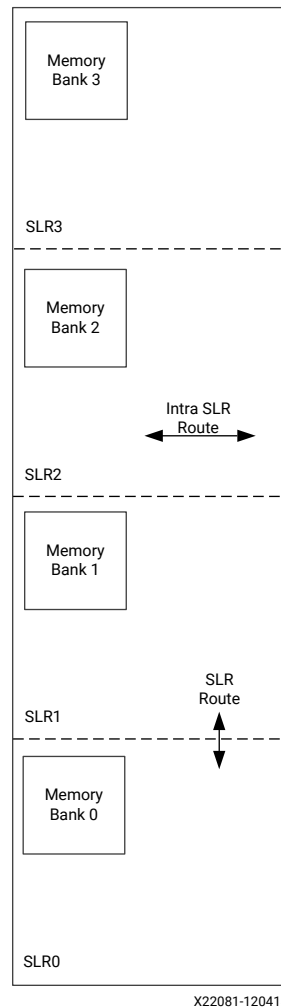 Memory
Bank 3
SLR3
Memory
Bank 2
Intra SLR
Route
SLR2
Memory
Bank 1
SLR
Route
SLR1
Memory
Bank 0
SLR0
X22081-12041